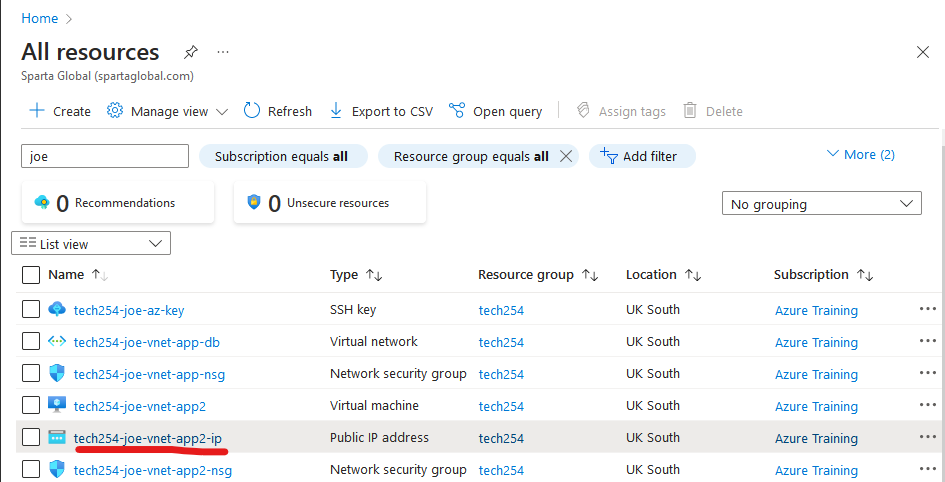 Home
All resources
Sparta Global (spartaglobal.com)
Create Manage view Refresh Export to CSV Open query Assign tags Delete
joe Subscription equals all Resource group equals all Add filter More (2)
0 Recommendations 0 Unsecure resources
No grouping
List view
Name Type Resource group Location Subscription
tech254-joe-az-key SSH key tech254 UK South Azure Training
tech254-joe-vnet-app-db Virtual network tech254 UK South Azure Training
tech254-joe-vnet-app-nsg Network security group tech254 UK South Azure Training
tech254-joe-vnet-app2 Virtual machine tech254 UK South Azure Training
tech254-joe-vnet-app2-ip Public IP address tech254 UK South Azure Training
tech254-joe-vnet-app2-nsg Network security group tech254 UK South Azure Training